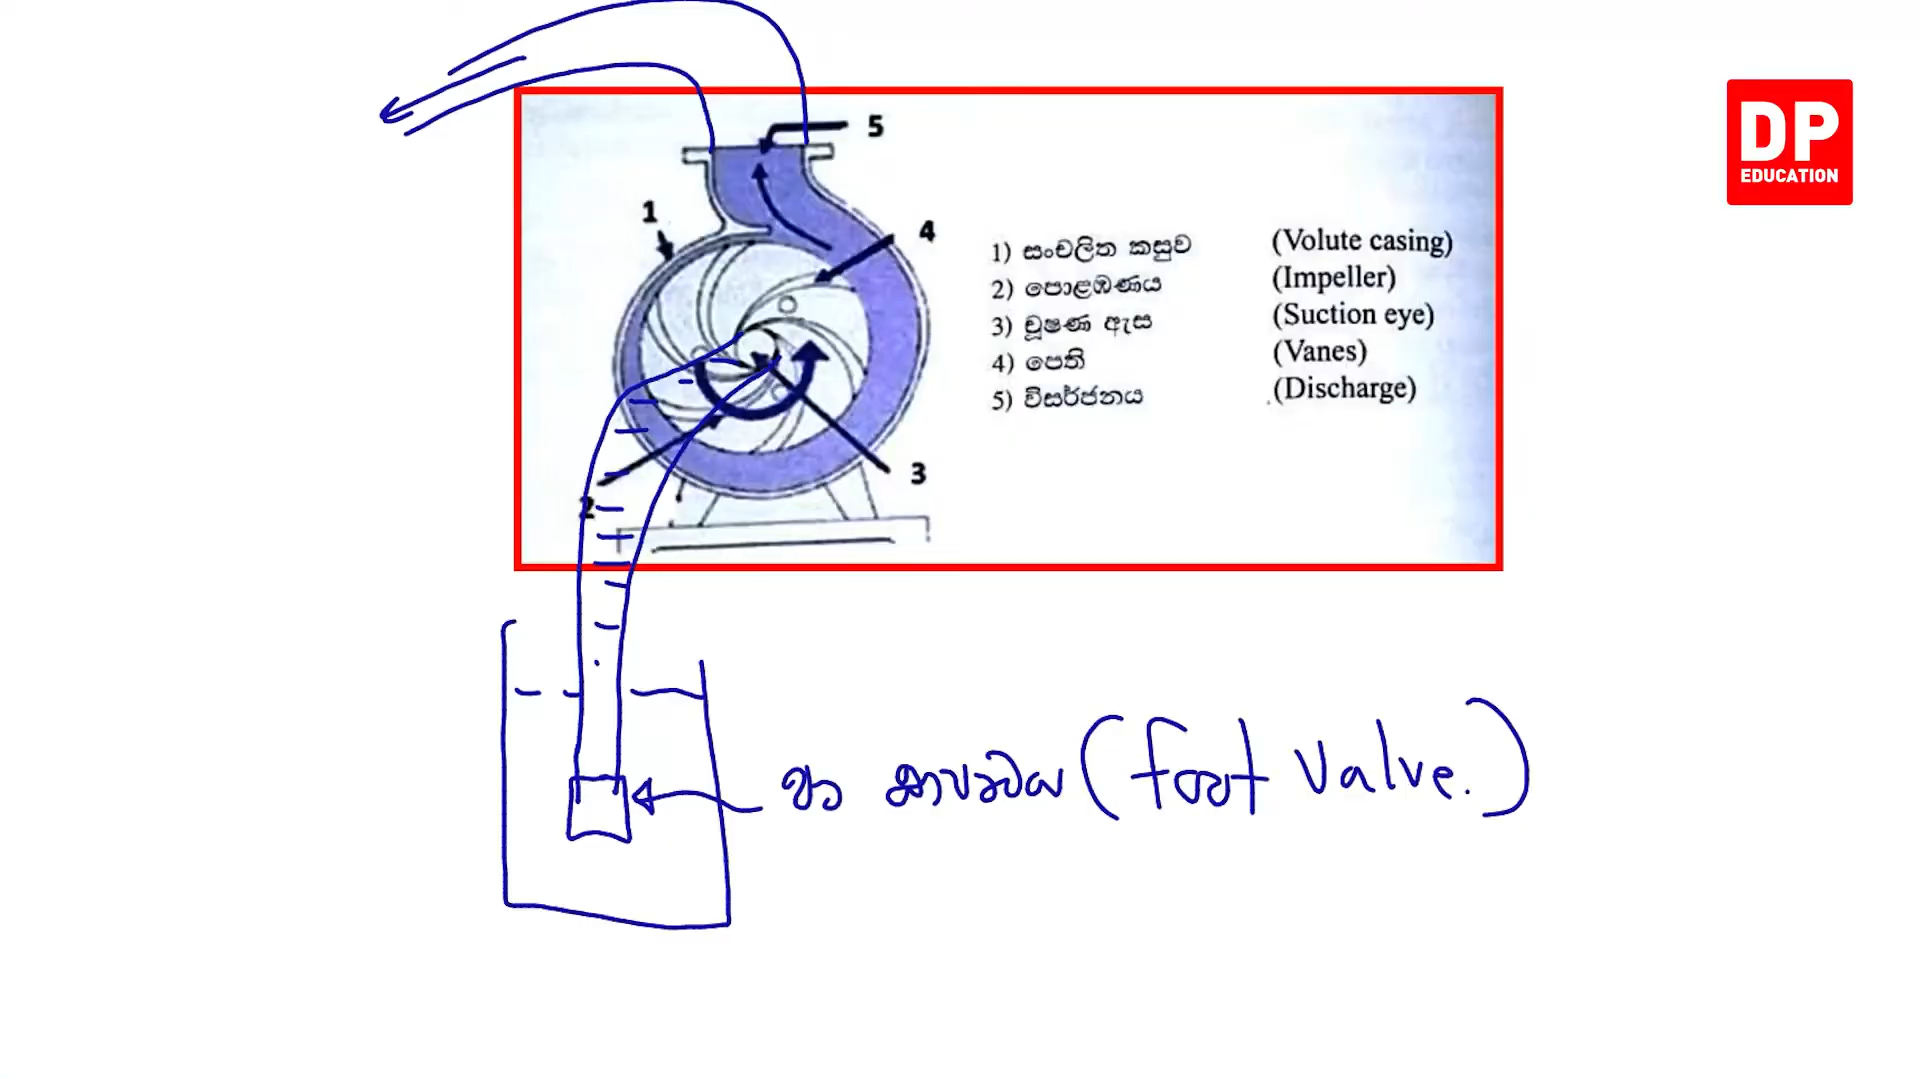 DP
EDUCATION
5
1
4
1) සංචලිත කසුව (Volute casing)
2) පොළඹණය (Impeller)
3) චූෂණ ඇස (Suction eye)
4) පෙති (Vanes)
5) විසර්ජනය (Discharge)
3
2
පා කපාටය (foot valve.)